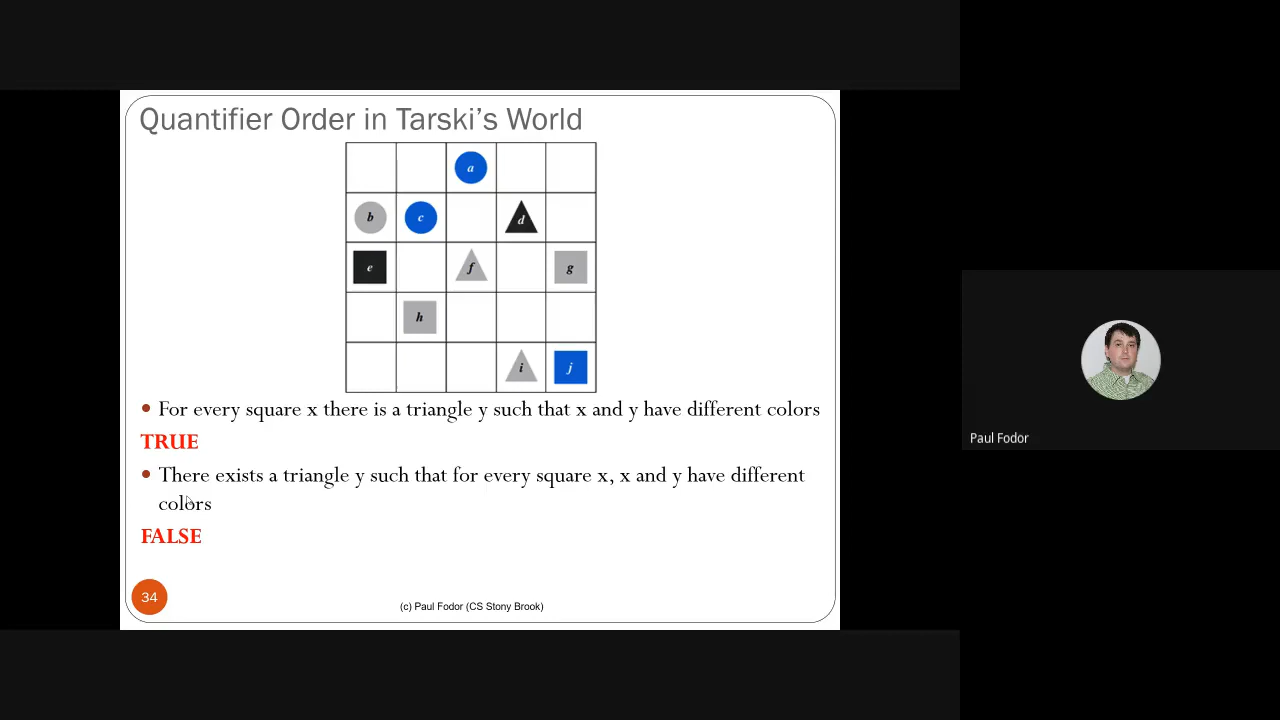 Quantifier Order in Tarski's World
a
b c d
e f g
h
i j
• For every square x there is a triangle y such that x and y have different colors
TRUE
• There exists a triangle y such that for every square x, x and y have different
colors
FALSE
34
(c) Paul Fodor (CS Stony Brook)
Paul Fodor